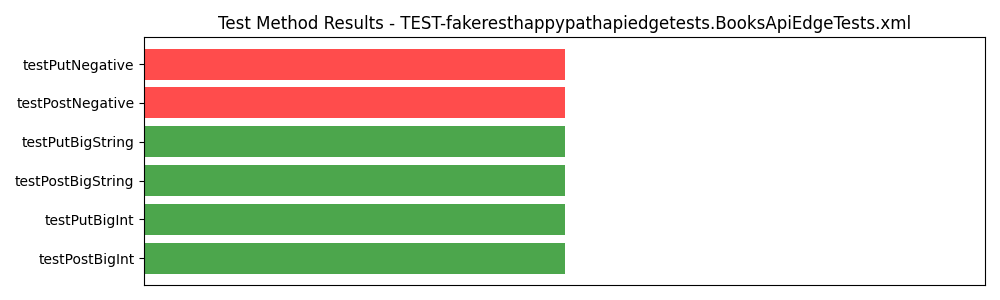 Test Method Results - TEST-fakeresthappypathapiedgetests.BooksApiEdgeTests.xml
testPutNegative
testPostNegative
testPutBigString
testPostBigString
testPutBigInt
testPostBigInt